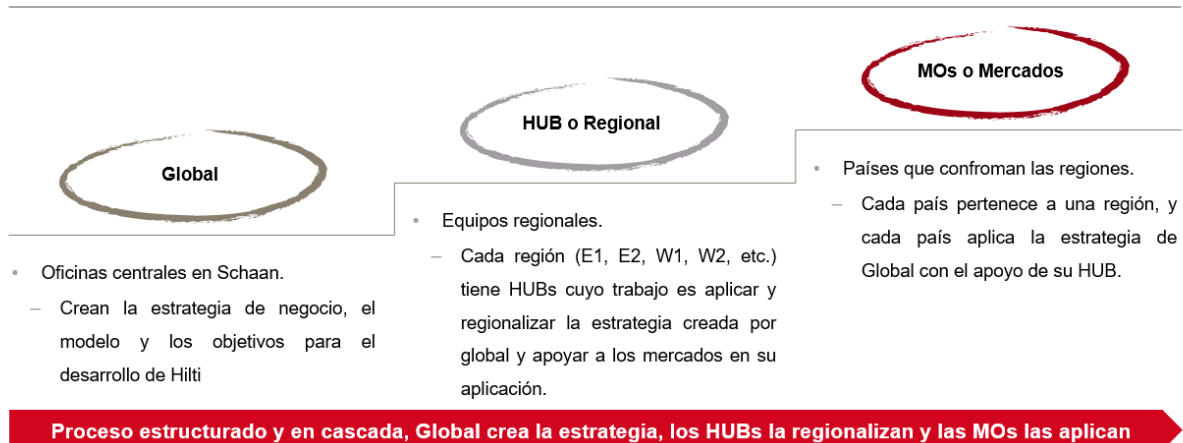 Global
• Oficinas centrales en Schaan.
– Crean la estrategia de negocio, el
modelo y los objetivos para el
desarrollo de Hilti
HUB o Regional
• Equipos regionales.
– Cada región (E1, E2, W1, W2, etc.)
tiene HUBs cuyo trabajo es aplicar y
regionalizar la estrategia creada por
global y apoyar a los mercados en su
aplicación.
MOs o Mercados
• Países que confroman las regiones.
– Cada país pertenece a una región, y
cada país aplica la estrategia de
Global con el apoyo de su HUB.
Proceso estructurado y en cascada, Global crea la estrategia, los HUBs la regionalizan y las MOs las aplican